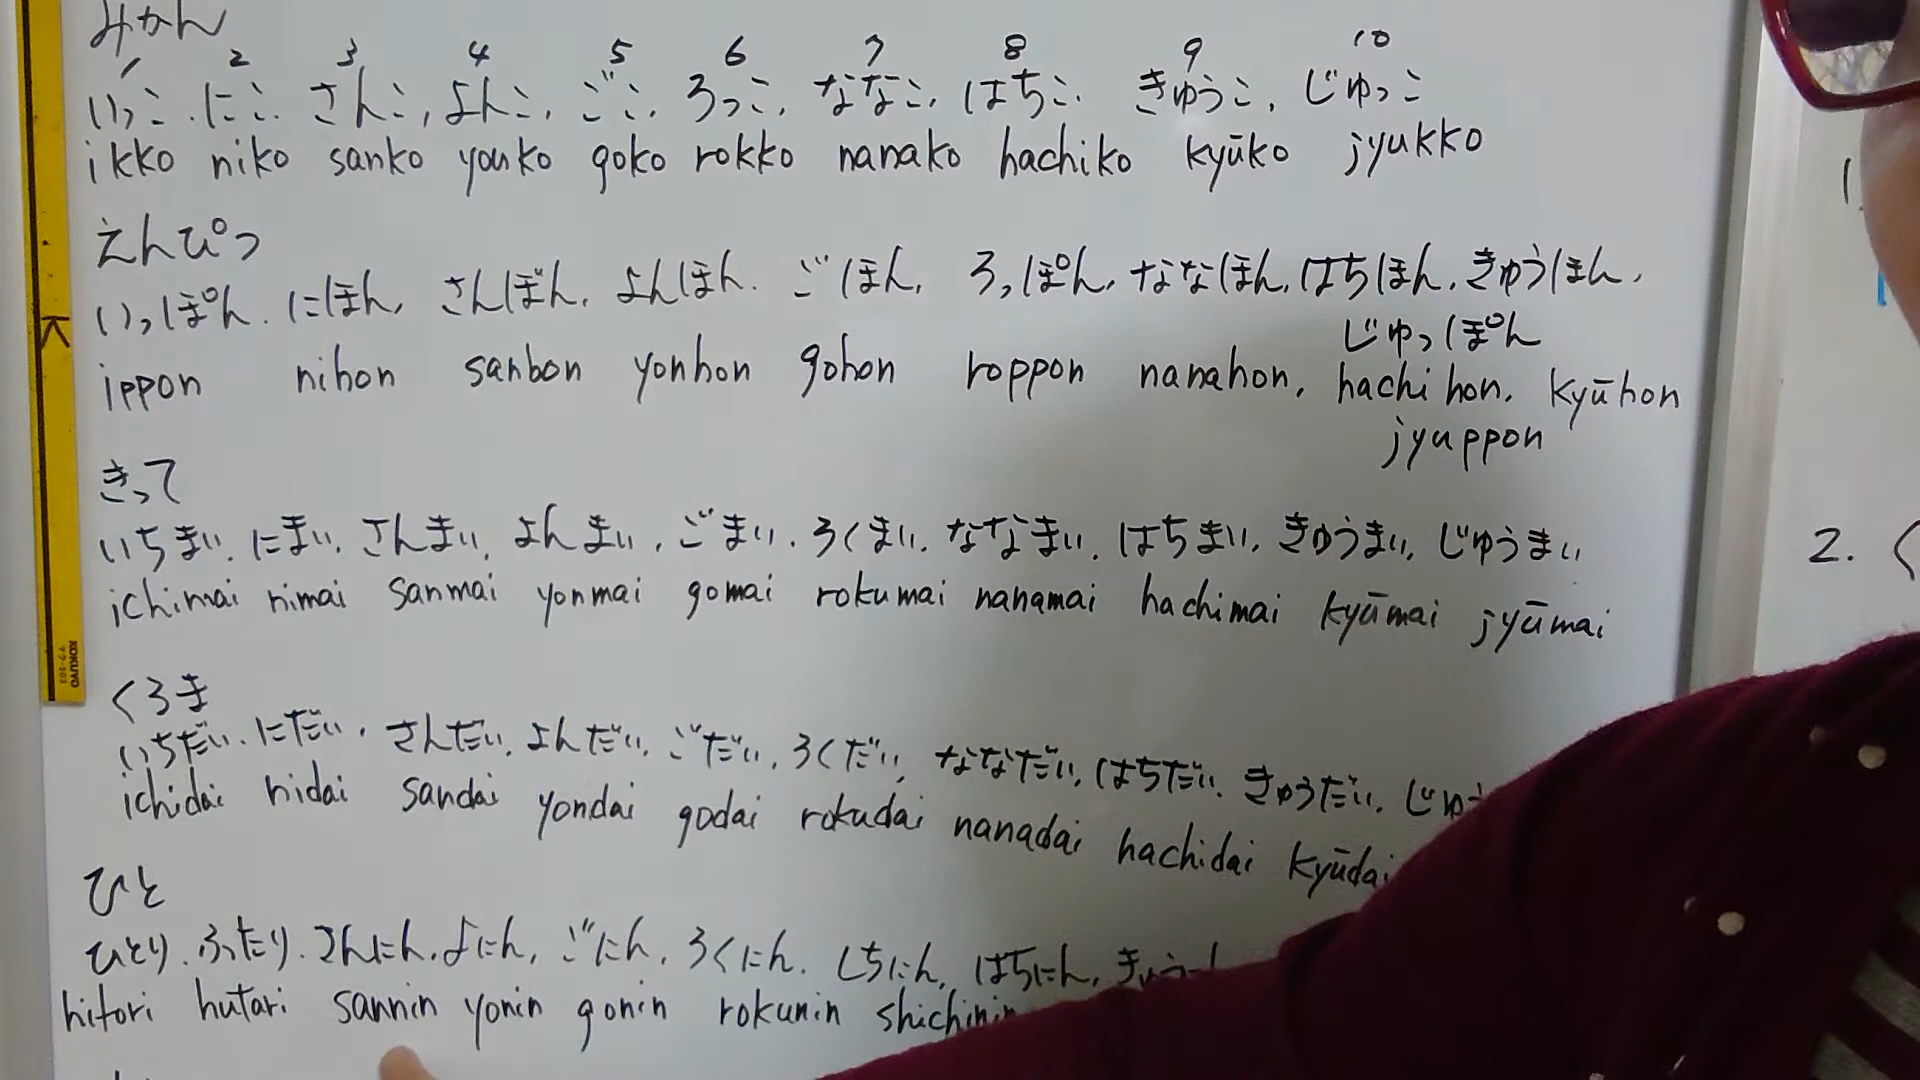 みかん
1 2 3 4 5 6 7 8 9 10
いっこ.にこ.さんこ,よんこ,ごこ.ろっこ,ななこ,はちこ.きゅうこ,じゅっこ
ikko niko sanko yonko goko rokko nanako hachiko kyūko jyukko
えんぴつ
いっぽん.にほん,さんぼん,よんほん.ごほん,ろっぽん,ななほん,はちほん,きゅうほん,
じゅっぽん
ippon nihon sanbon yonhon gohon roppon nanahon, hachihon. kyūhon
jyuppon
きって
いちまい.にまい,さんまい,よんまい,ごまい.ろくまい.ななまい.はちまい,きゅうまい,じゅうまい
ichimai nimai sanmai yonmai gomai rokumai nanamai hachimai kyūmai jyūmai
くるま
いちだい.にだい.さんだい,よんだい,ごだい,ろくだい,ななだい,はちだい.きゅうだい,じゅう
ichidai nidai sandai yondai godai rokudai nanadai hachidai kyūdai
ひと
ひとり.ふたり.さんにん,よにん,ごにん,ろくにん.しちにん,はちにん,きゅう
hitori hutari sannin yonin gonin rokunin shichinin
KOKUYO
K
2.